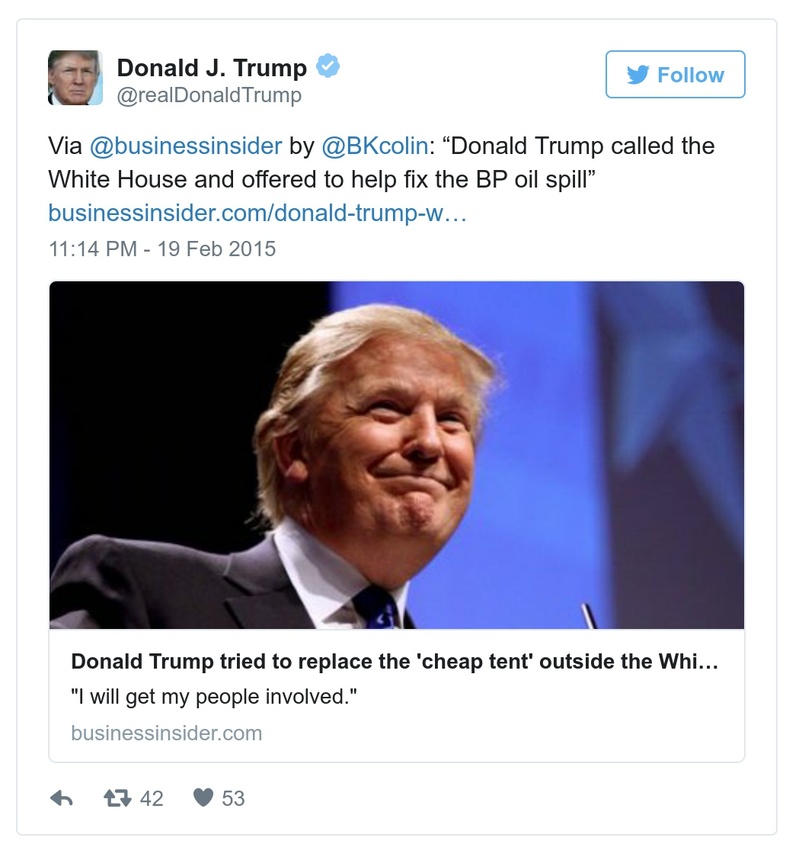 Donald J. Trump
@realDonaldTrump
Follow
Via @businessinsider by @BKcolin: “Donald Trump called the
White House and offered to help fix the BP oil spill”
businessinsider.com/donald-trump-w…
11:14 PM - 19 Feb 2015
Donald Trump tried to replace the 'cheap tent' outside the Whi…
"I will get my people involved."
businessinsider.com
42 53